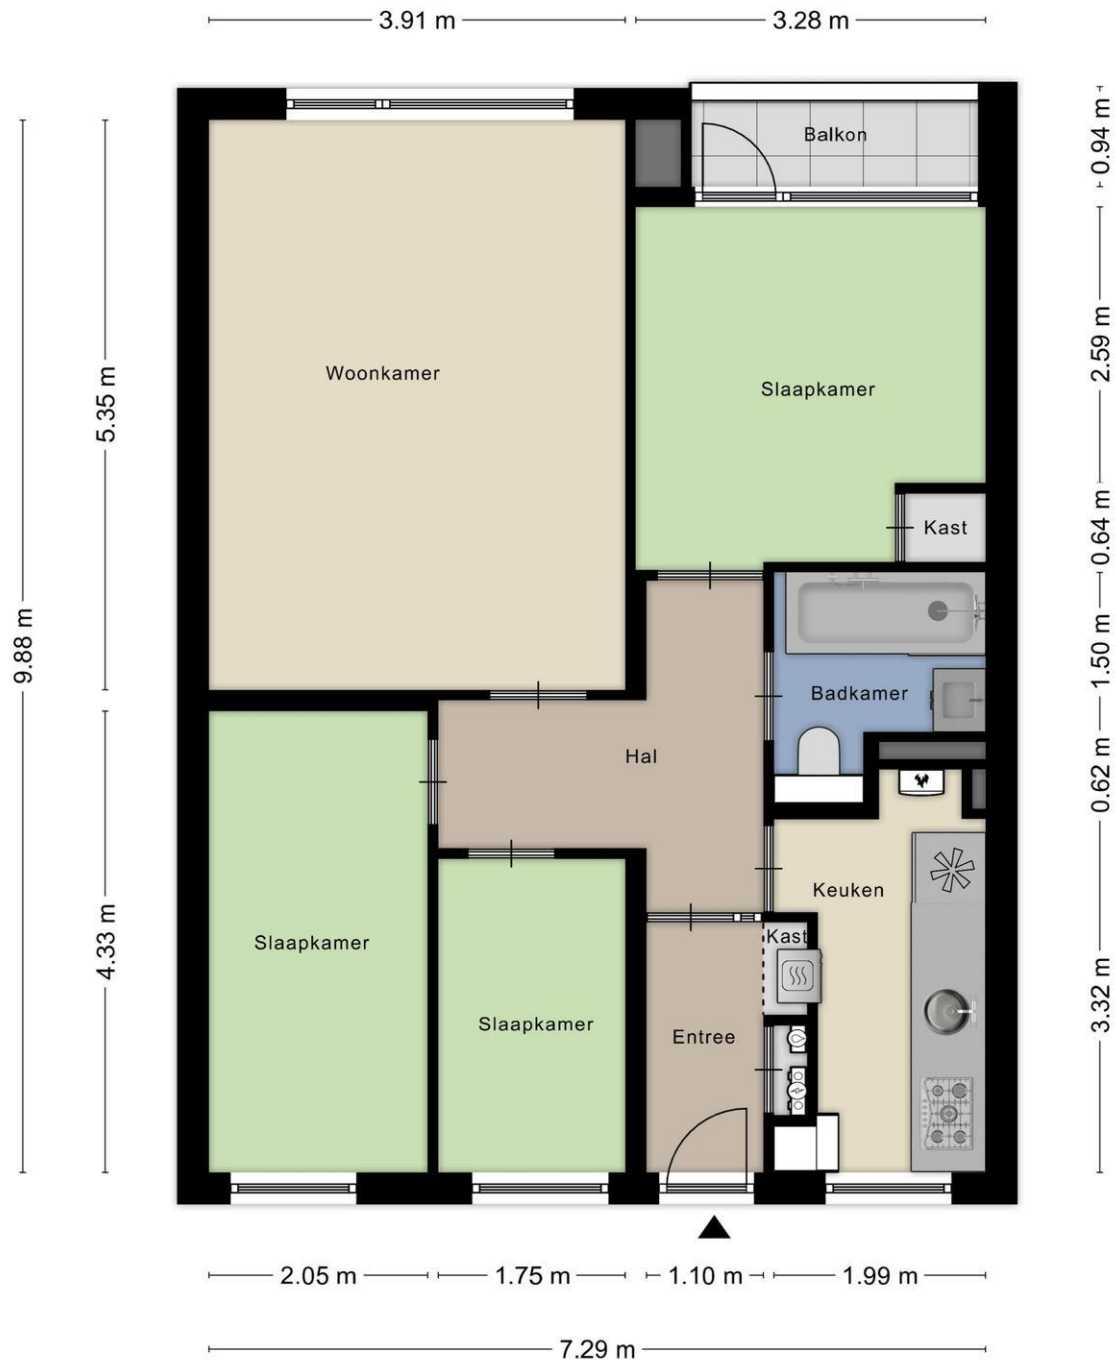 3.91 m
3.28 m
0.94 m
Balkon
2.59 m
Woonkamer
Slaapkamer
5.35 m
Kast
0.64 m
9.88 m
1.50 m
Badkamer
Hal
0.62 m
Keuken
Kast
Slaapkamer
4.33 m
Slaapkamer
Entree
3.32 m
2.05 m
1.75 m
1.10 m
1.99 m
7.29 m